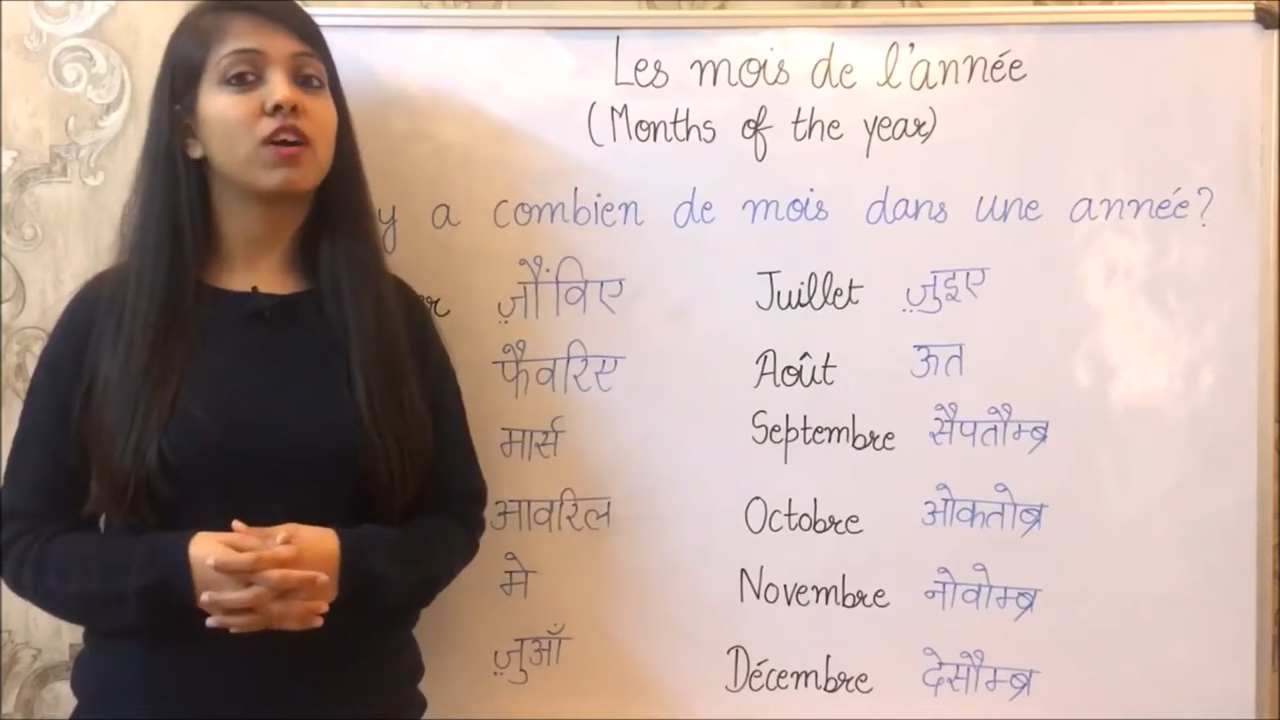 Les mois de l'année
(Months of the year)
y a combien de mois dans une année?
ज़ौंविए Juillet ज़ुइए
फैवरिए Août ऊत
मार्स Septembre सैपतौम्ब्र
आवरिल Octobre ओकतोब्र
मे Novembre नोवोम्ब्र
ज़ुआँ Décembre देसौम्ब्र